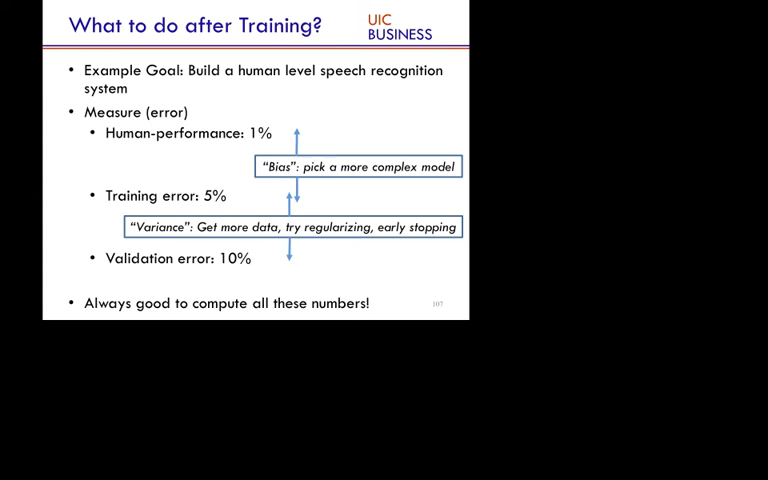 What to do after Training?
UIC
BUSINESS
• Example Goal: Build a human level speech recognition
system
• Measure (error)
• Human-performance: 1%
“Bias”: pick a more complex model
• Training error: 5%
“Variance”: Get more data, try regularizing, early stopping
• Validation error: 10%
• Always good to compute all these numbers!
107